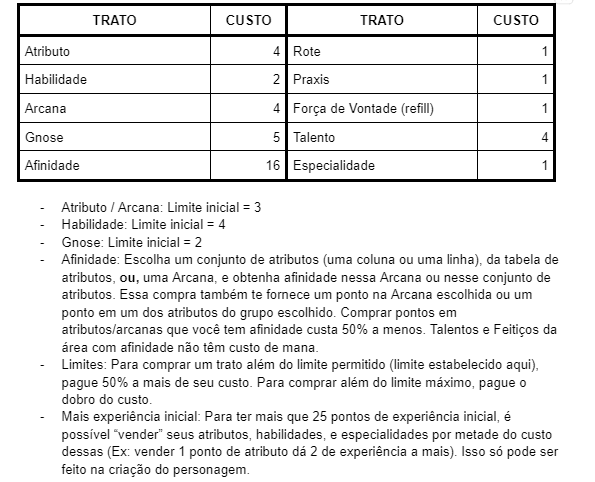 TRATO CUSTO TRATO CUSTO
Atributo 4 Rote 1
Habilidade 2 Praxis 1
Arcana 4 Força de Vontade (refill) 1
Gnose 5 Talento 4
Afinidade 16 Especialidade 1
- Atributo / Arcana: Limite inicial = 3
- Habilidade: Limite inicial = 4
- Gnose: Limite inicial = 2
- Afinidade: Escolha um conjunto de atributos (uma coluna ou uma linha), da tabela de
atributos, ou, uma Arcana, e obtenha afinidade nessa Arcana ou nesse conjunto de
atributos. Essa compra também te fornece um ponto na Arcana escolhida ou um
ponto em um dos atributos do grupo escolhido. Comprar pontos em
atributos/arcanas que você tem afinidade custa 50% a menos. Talentos e Feitiços da
área com afinidade não têm custo de mana.
- Limites: Para comprar um trato além do limite permitido (limite estabelecido aqui),
pague 50% a mais de seu custo. Para comprar além do limite máximo, pague o
dobro do custo.
- Mais experiência inicial: Para ter mais que 25 pontos de experiência inicial, é
possível “vender” seus atributos, habilidades, e especialidades por metade do custo
dessas (Ex: vender 1 ponto de atributo dá 2 de experiência a mais). Isso só pode ser
feito na criação do personagem.